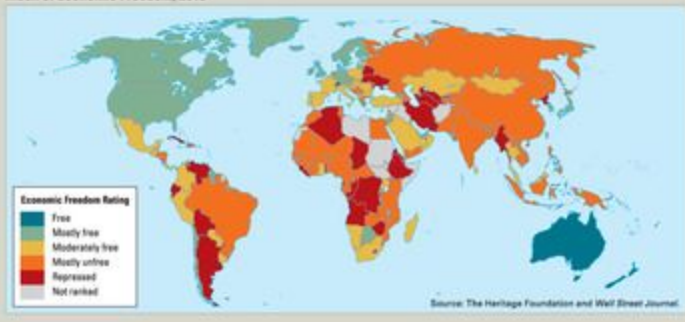 Economic Freedom Rating
Free
Mostly free
Moderately free
Mostly unfree
Repressed
Not ranked
Source: The Heritage Foundation and Wall Street Journal.